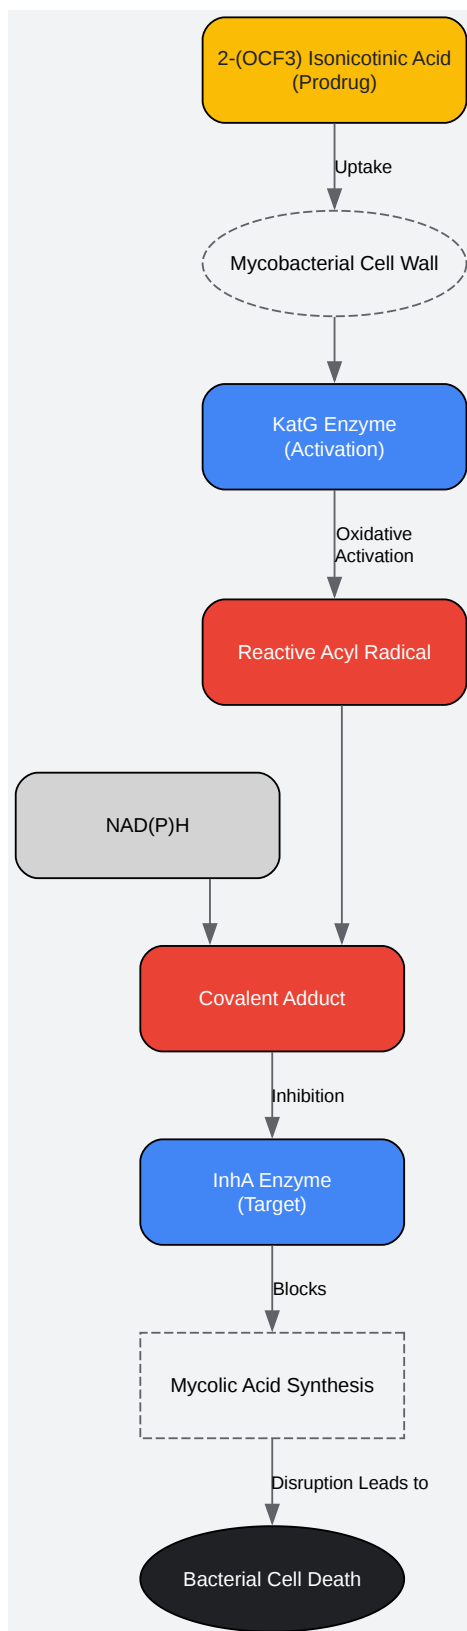 2-(OCF3) Isonicotinic Acid
(Prodrug)
Uptake
Mycobacterial Cell Wall
KatG Enzyme
(Activation)
Oxidative
Activation
Reactive Acyl Radical
NAD(P)H
Covalent Adduct
Inhibition
InhA Enzyme
(Target)
Blocks
Mycolic Acid Synthesis
Disruption Leads to
Bacterial Cell Death